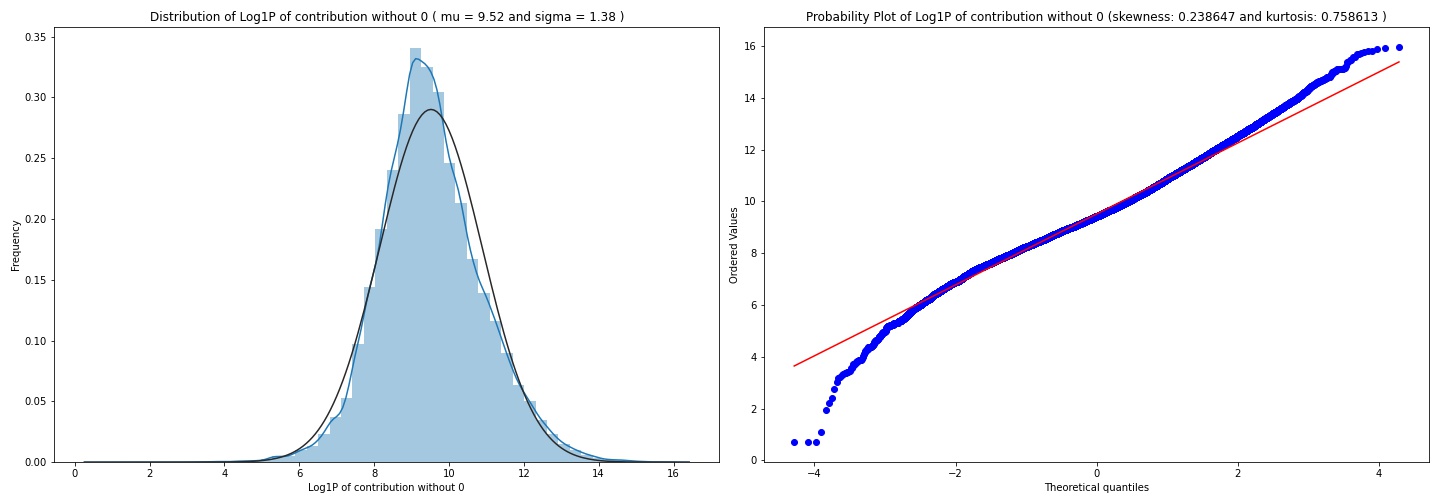 Distribution of Log1P of contribution without 0 ( mu = 9.52 and sigma = 1.38 )
0.35
0.30
0.25
0.20
0.15
0.10
0.05
0.00
Frequency
0 2 4 6 8 10 12 14 16
Log1P of contribution without 0
Probability Plot of Log1P of contribution without 0 (skewness: 0.238647 and kurtosis: 0.758613 )
16
14
12
10
8
6
4
2
0
Ordered Values
−4 −2 0 2 4
Theoretical quantiles